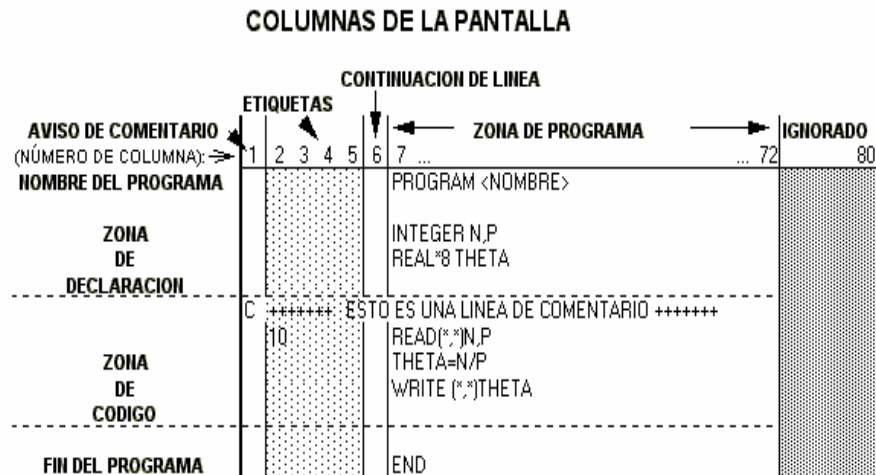 COLUMNAS DE LA PANTALLA
CONTINUACION DE LINEA
ETIQUETAS
AVISO DE COMENTARIO ZONA DE PROGRAMA IGNORADO
(NÚMERO DE COLUMNA): 1 2 3 4 5 6 7 ... ... 72 80
NOMBRE DEL PROGRAMA PROGRAM <NOMBRE>
ZONA INTEGER N,P
DE REAL*8 THETA
DECLARACION
C +++++++ ESTO ES UNA LINEA DE COMENTARIO +++++++
10 READ(*,*)N,P
ZONA THETA=N/P
DE WRITE (*,*)THETA
CODIGO
FIN DEL PROGRAMA END